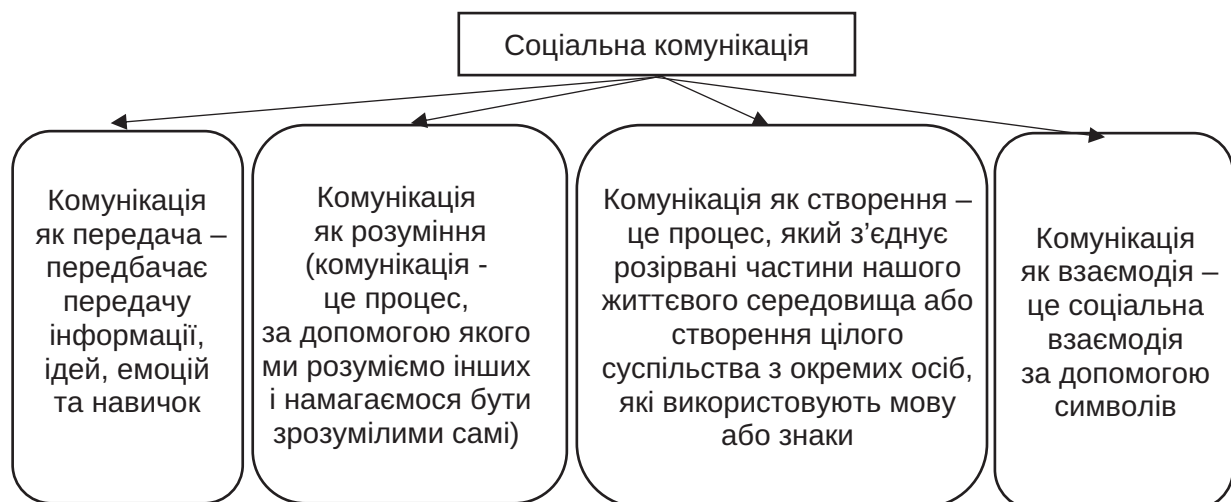 Соціальна комунікація
Комунікація
як передача –
передбачає
передачу
інформації,
ідей, емоцій
та навичок
Комунікація
як розуміння
(комунікація -
це процес,
за допомогою якого
ми розуміємо інших
і намагаємося бути
зрозумілими самі)
Комунікація як створення –
це процес, який з’єднує
розірвані частини нашого
життєвого середовища або
створення цілого
суспільства з окремих осіб,
які використовують мову
або знаки
Комунікація
як взаємодія –
це соціальна
взаємодія
за допомогою
символів